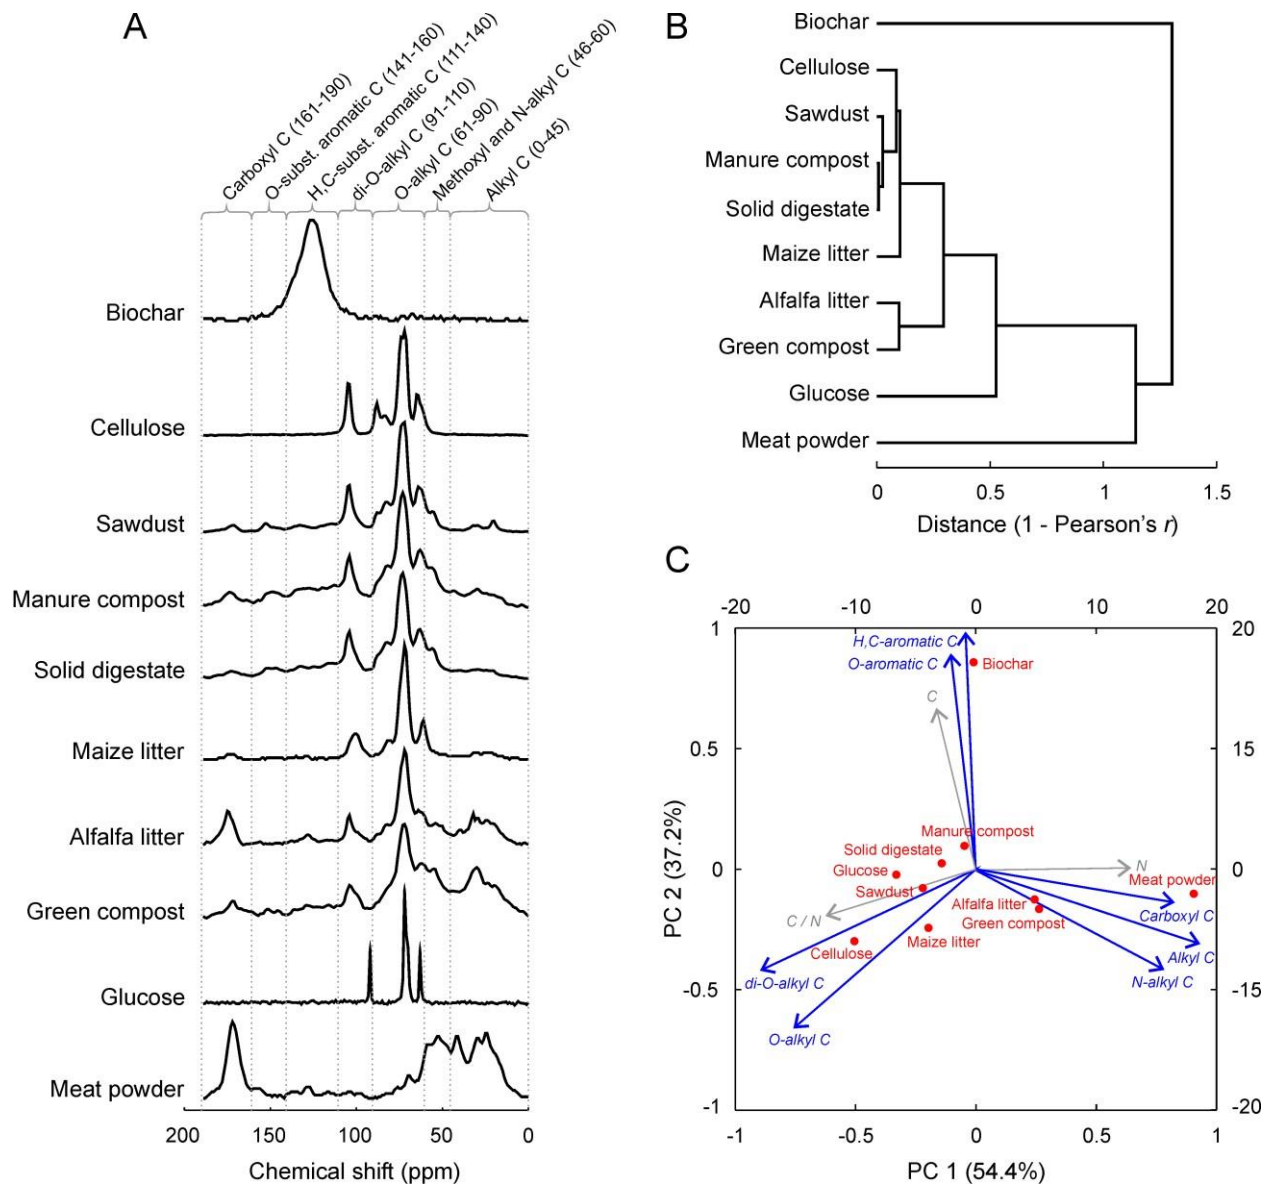 A
Carboxyl C (161-190)
O-subst. aromatic C (141-160)
H,C-subst. aromatic C (111-140)
di-O-alkyl C (91-110)
O-alkyl C (61-90)
Methoxyl and N-alkyl C (46-60)
Alkyl C (0-45)
Biochar
Cellulose
Sawdust
Manure compost
Solid digestate
Maize litter
Alfalfa litter
Green compost
Glucose
Meat powder
200 150 100 50 0
Chemical shift (ppm)
B
Biochar
Cellulose
Sawdust
Manure compost
Solid digestate
Maize litter
Alfalfa litter
Green compost
Glucose
Meat powder
0 0.5 1 1.5
Distance (1 - Pearson's r)
C
-20 -10 0 10 20
1 0.5 0 -0.5 -1
PC 2 (37.2%)
20 15 0 -15 -20
H,C-aromatic C
O-aromatic C
Biochar
C
Manure compost
Solid digestate
Glucose
Sawdust
N
Meat powder
Alfalfa litter
Carboxyl C
C / N
Green compost
Maize litter
Cellulose
Alkyl C
di-O-alkyl C
N-alkyl C
O-alkyl C
-1 -0.5 0 0.5 1
PC 1 (54.4%)